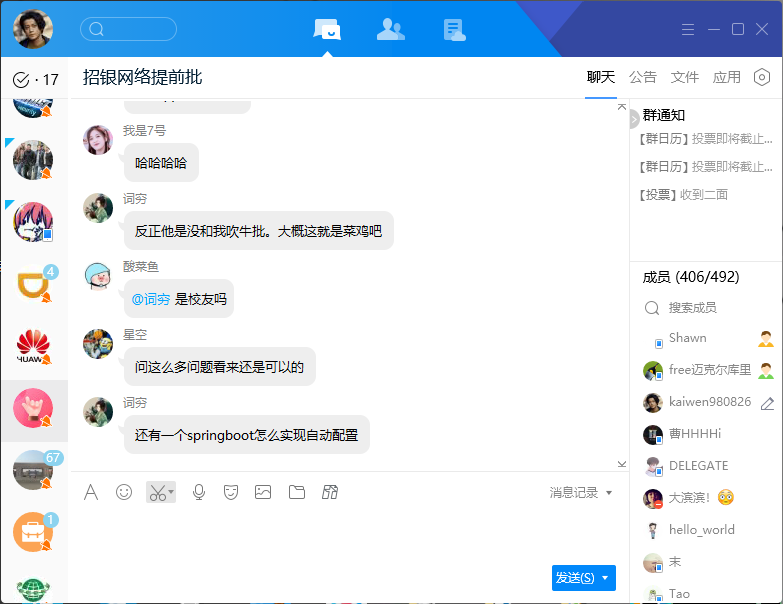 · 17
招银网络提前批
聊天
公告
文件
应用
4
HUAWEI
67
1
我是7号
哈哈哈哈
词穷
反正他是没和我吹牛批。大概这就是菜鸡吧
酸菜鱼
@词穷 是校友吗
星空
问这么多问题看来还是可以的
词穷
还有一个springboot怎么实现自动配置
消息记录
发送(S)
群通知
【群日历】投票即将截止...
【群日历】投票即将截止...
【投票】收到二面
成员 (406/492)
搜索成员
Shawn
free迈克尔库里
kaiwen980826
曹HHHHi
DELEGATE
大滨滨！
hello_world
末
Tao